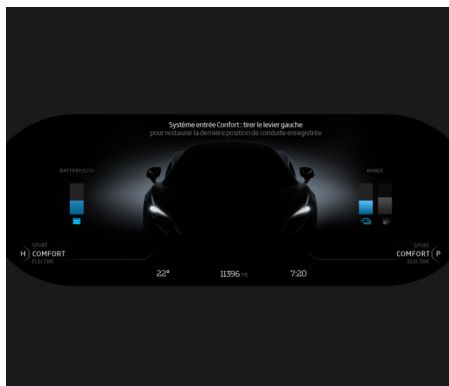 Système entrée Confort : tirer le levier gauche
pour restaurer la dernière position de conduite enregistrée
BATTERY(12V)
RANGE
SPORT
H) COMFORT
ELECTRIC
SPORT
COMFORT (P
ELECTRIC
22°
11396 MI
7:20